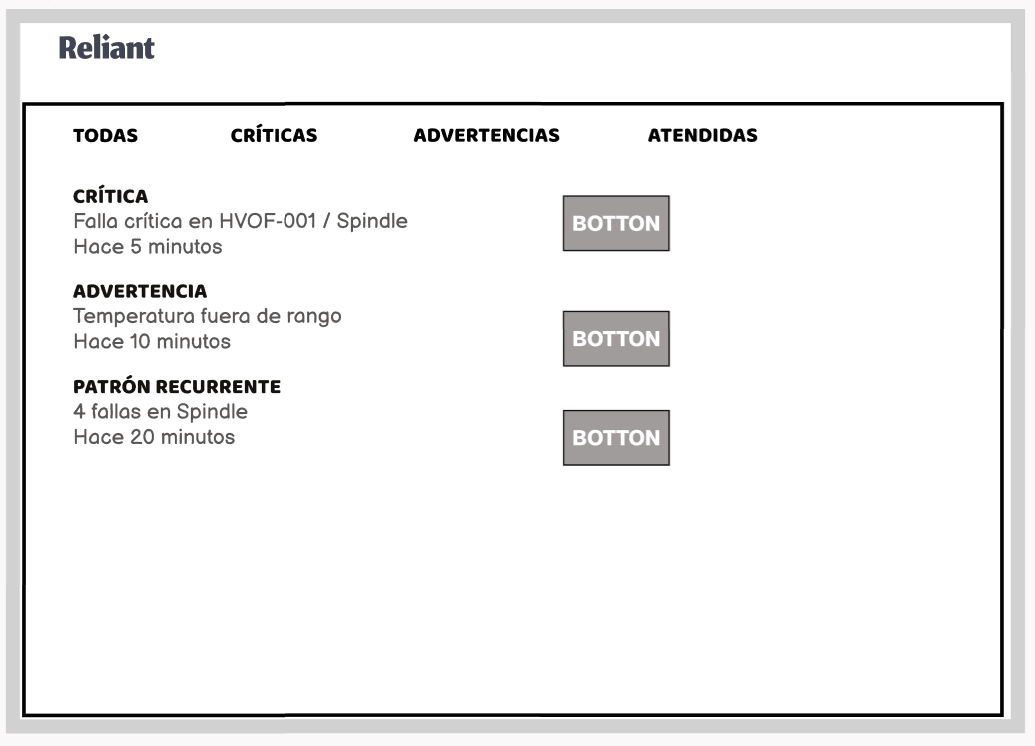 Reliant
TODAS CRÍTICAS ADVERTENCIAS ATENDIDAS
CRÍTICA
Falla crítica en HVOF-001 / Spindle
Hace 5 minutos
BOTTON
ADVERTENCIA
Temperatura fuera de rango
Hace 10 minutos
BOTTON
PATRÓN RECURRENTE
4 fallas en Spindle
Hace 20 minutos
BOTTON